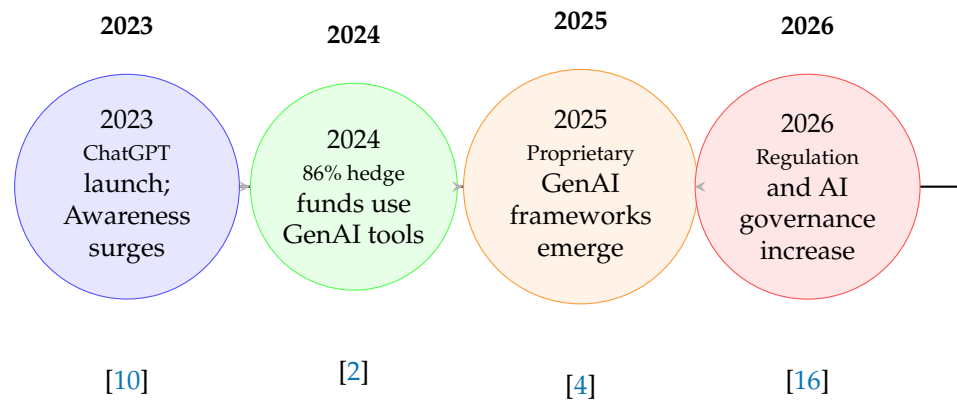 2023
2024
2025
2026
2023
ChatGPT
launch;
Awareness
surges
2024
86% hedge
funds use
GenAI tools
2025
Proprietary
GenAI
frameworks
emerge
2026
Regulation
and AI
governance
increase
[10]
[2]
[4]
[16]